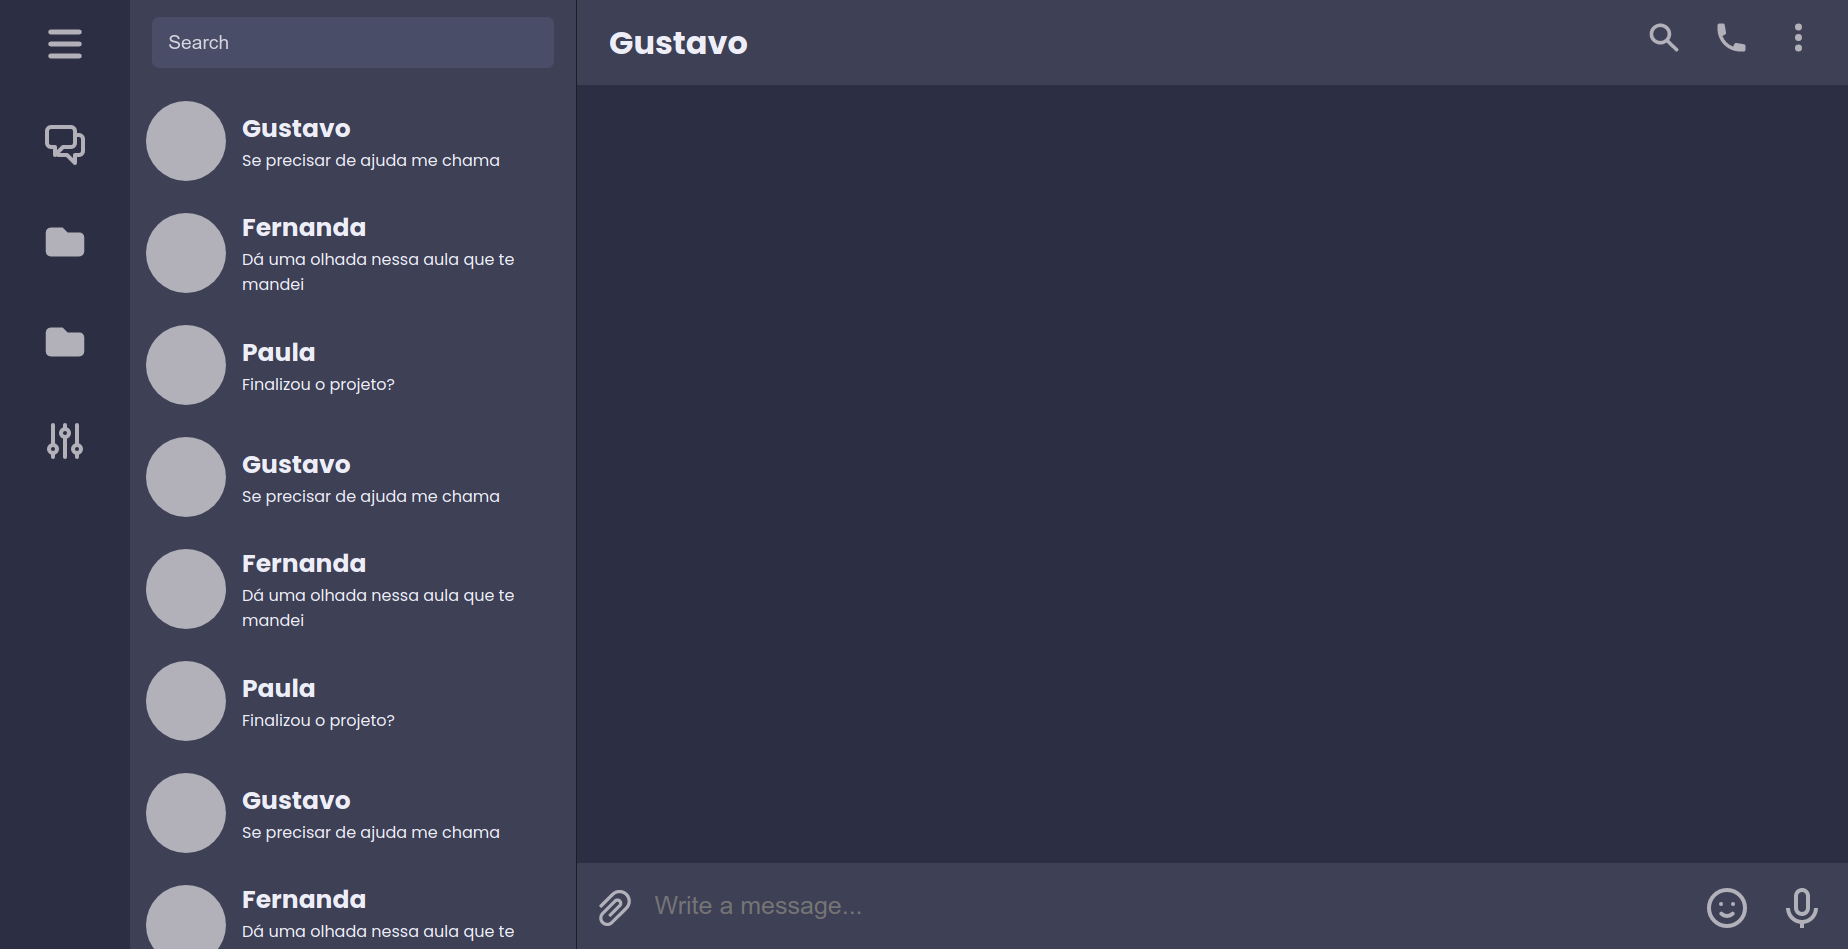 Search
Gustavo
Se precisar de ajuda me chama
Fernanda
Dá uma olhada nessa aula que te
mandei
Paula
Finalizou o projeto?
Gustavo
Se precisar de ajuda me chama
Fernanda
Dá uma olhada nessa aula que te
mandei
Paula
Finalizou o projeto?
Gustavo
Se precisar de ajuda me chama
Fernanda
Dá uma olhada nessa aula que te
Gustavo
Write a message...